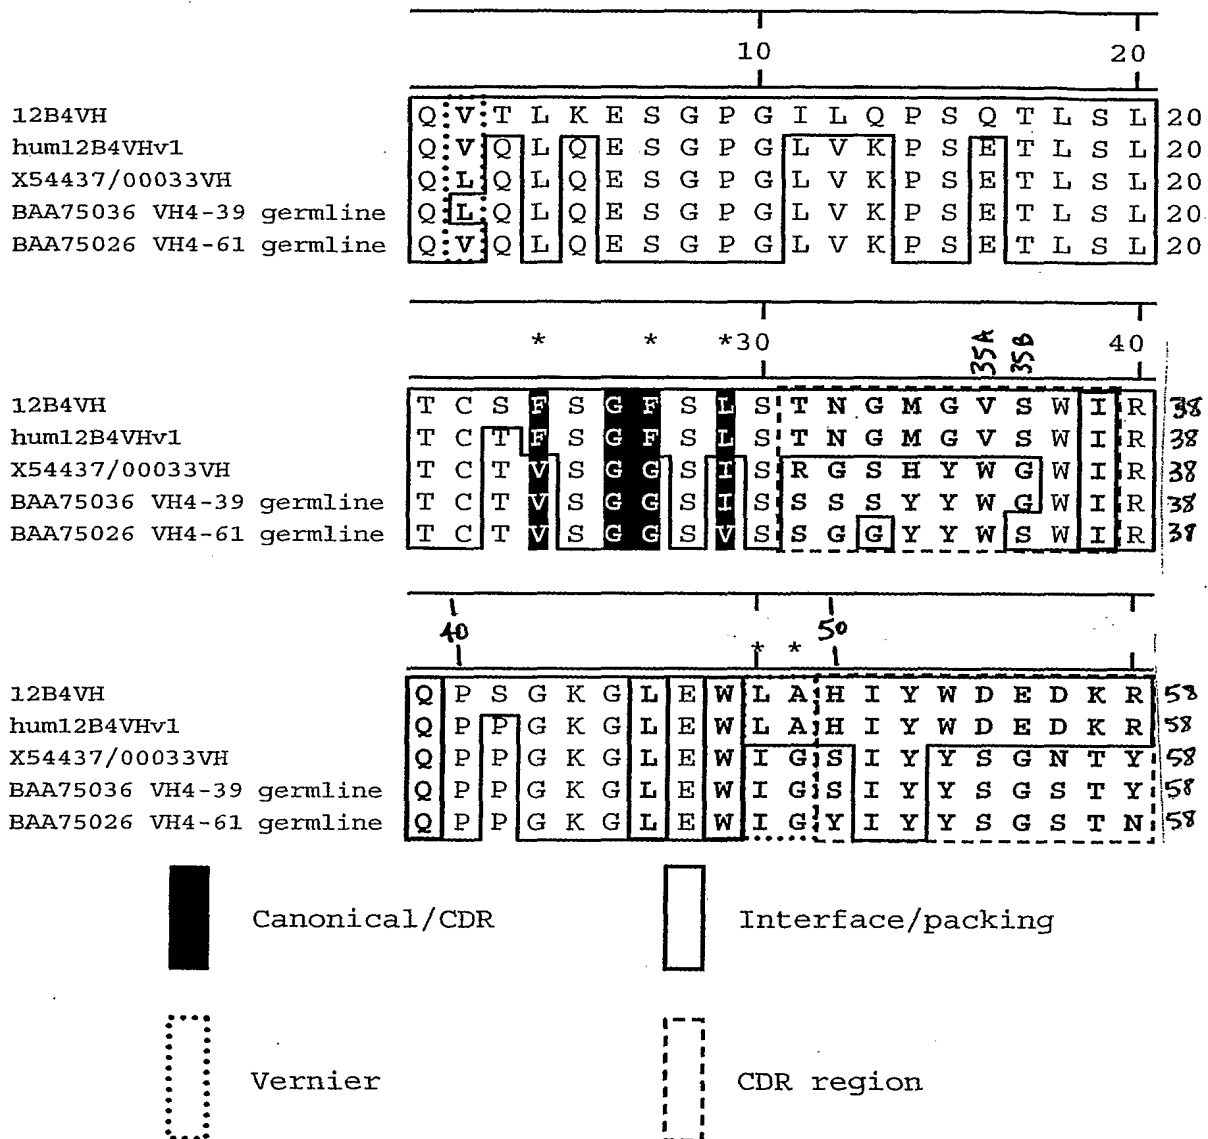 10 20
12B4VH Q V T L K E S G P G I L Q P S Q T L S L 20
hum12B4VHv1 Q V Q L Q E S G P G L V K P S E T L S L 20
X54437/00033VH Q L Q L Q E S G P G L V K P S E T L S L 20
BAA75036 VH4-39 germline Q L Q L Q E S G P G L V K P S E T L S L 20
BAA75026 VH4-61 germline Q V Q L Q E S G P G L V K P S E T L S L 20
* * *30 35A 35B 40
12B4VH T C S F S G F S L S T N G M G V S W I R 38
hum12B4VHv1 T C T F S G F S L S T N G M G V S W I R 38
X54437/00033VH T C T V S G G S I S R G S H Y W G W I R 38
BAA75036 VH4-39 germline T C T V S G G S I S S S S Y Y W G W I R 38
BAA75026 VH4-61 germline T C T V S G G S V S S G G Y Y W S W I R 38
40 * * 50
12B4VH Q P S G K G L E W L A H I Y W D E D K R 58
hum12B4VHv1 Q P P G K G L E W L A H I Y W D E D K R 58
X54437/00033VH Q P P G K G L E W I G S I Y Y S G N T Y 58
BAA75036 VH4-39 germline Q P P G K G L E W I G S I Y Y S G S T Y 58
BAA75026 VH4-61 germline Q P P G K G L E W I G Y I Y Y S G S T N 58
Canonical/CDR Interface/packing
Vernier CDR region